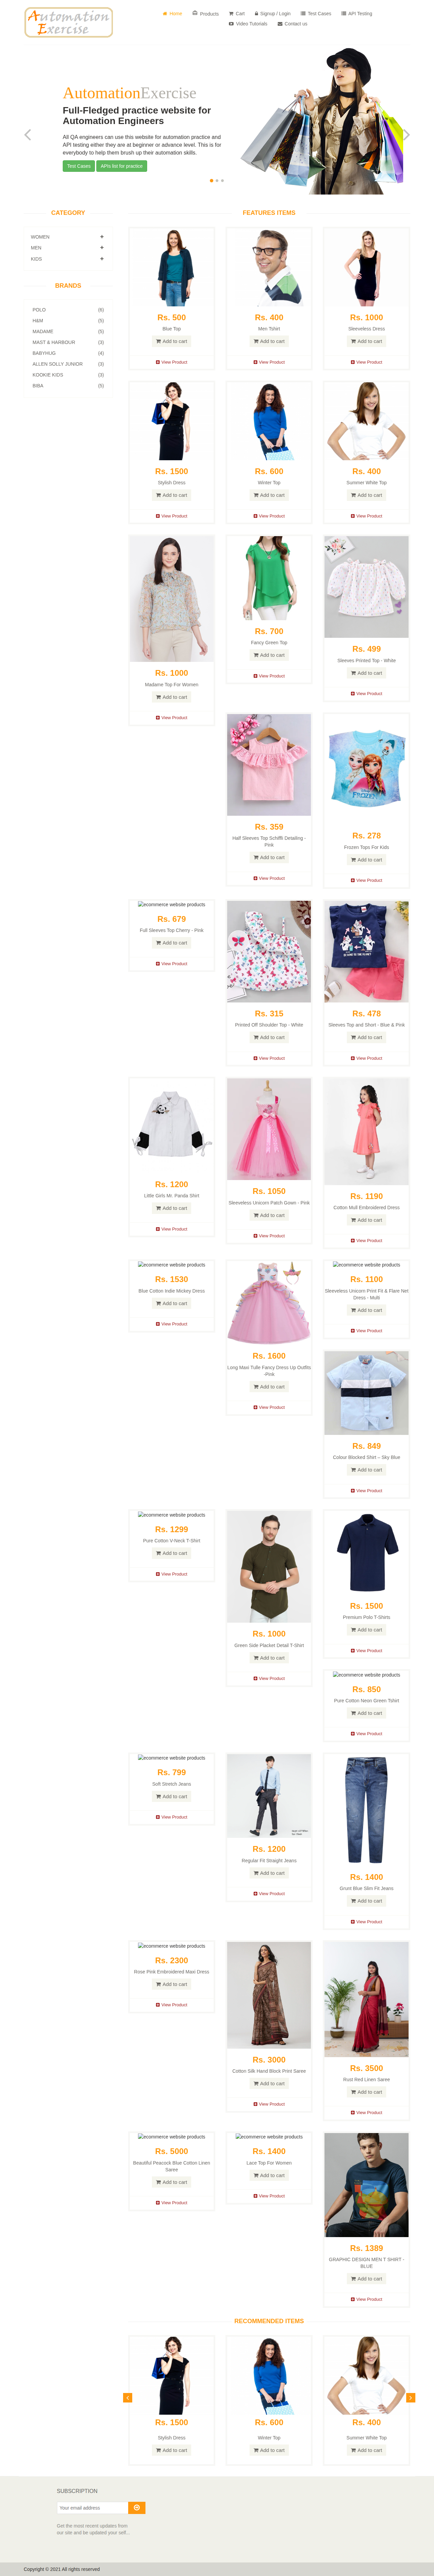 Automation
Exercise
Home
Products
Cart
Signup / Login
Test Cases
API Testing
Video Tutorials
Contact us
AutomationExercise
Full-Fledged practice website for
Automation Engineers
All QA engineers can use this website for automation practice and
API testing either they are at beginner or advance level. This is for
everybody to help them brush up their automation skills.
Test Cases
APIs list for practice
CATEGORY
WOMEN
MEN
KIDS
BRANDS
POLO (6)
H&M (5)
MADAME (5)
MAST & HARBOUR (3)
BABYHUG (4)
ALLEN SOLLY JUNIOR (3)
KOOKIE KIDS (3)
BIBA (5)
FEATURES ITEMS
Rs. 500
Blue Top
Add to cart
View Product
Rs. 400
Men Tshirt
Add to cart
View Product
Rs. 1000
Sleeveless Dress
Add to cart
View Product
Rs. 1500
Stylish Dress
Add to cart
View Product
Rs. 600
Winter Top
Add to cart
View Product
Rs. 400
Summer White Top
Add to cart
View Product
Rs. 1000
Madame Top For Women
Add to cart
View Product
Rs. 700
Fancy Green Top
Add to cart
View Product
Rs. 499
Sleeves Printed Top - White
Add to cart
View Product
Rs. 359
Half Sleeves Top Schiffli Detailing -
Pink
Add to cart
View Product
FROZEN
Rs. 278
Frozen Tops For Kids
Add to cart
View Product
ecommerce website products
Rs. 679
Full Sleeves Top Cherry - Pink
Add to cart
View Product
Rs. 315
Printed Off Shoulder Top - White
Add to cart
View Product
Rs. 478
Sleeves Top and Short - Blue & Pink
Add to cart
View Product
Rs. 1200
Little Girls Mr. Panda Shirt
Add to cart
View Product
Rs. 1050
Sleeveless Unicorn Patch Gown - Pink
Add to cart
View Product
Rs. 1190
Cotton Mull Embroidered Dress
Add to cart
View Product
ecommerce website products
Rs. 1530
Blue Cotton Indie Mickey Dress
Add to cart
View Product
Rs. 1600
Long Maxi Tulle Fancy Dress Up Outfits
-Pink
Add to cart
View Product
ecommerce website products
Rs. 1100
Sleeveless Unicorn Print Fit & Flare Net
Dress - Multi
Add to cart
View Product
Rs. 849
Colour Blocked Shirt – Sky Blue
Add to cart
View Product
ecommerce website products
Rs. 1299
Pure Cotton V-Neck T-Shirt
Add to cart
View Product
Rs. 1000
Green Side Placket Detail T-Shirt
Add to cart
View Product
Rs. 1500
Premium Polo T-Shirts
Add to cart
View Product
ecommerce website products
Rs. 850
Pure Cotton Neon Green Tshirt
Add to cart
View Product
ecommerce website products
Rs. 799
Soft Stretch Jeans
Add to cart
View Product
Rs. 1200
Regular Fit Straight Jeans
Add to cart
View Product
Rs. 1400
Grunt Blue Slim Fit Jeans
Add to cart
View Product
ecommerce website products
Rs. 2300
Rose Pink Embroidered Maxi Dress
Add to cart
View Product
Rs. 3000
Cotton Silk Hand Block Print Saree
Add to cart
View Product
Rs. 3500
Rust Red Linen Saree
Add to cart
View Product
ecommerce website products
Rs. 5000
Beautiful Peacock Blue Cotton Linen
Saree
Add to cart
View Product
ecommerce website products
Rs. 1400
Lace Top For Women
Add to cart
View Product
Rs. 1389
GRAPHIC DESIGN MEN T SHIRT -
BLUE
Add to cart
View Product
RECOMMENDED ITEMS
Rs. 1500
Stylish Dress
Add to cart
Rs. 600
Winter Top
Add to cart
Rs. 400
Summer White Top
Add to cart
SUBSCRIPTION
Your email address
Get the most recent updates from
our site and be updated your self...
Copyright © 2021 All rights reserved